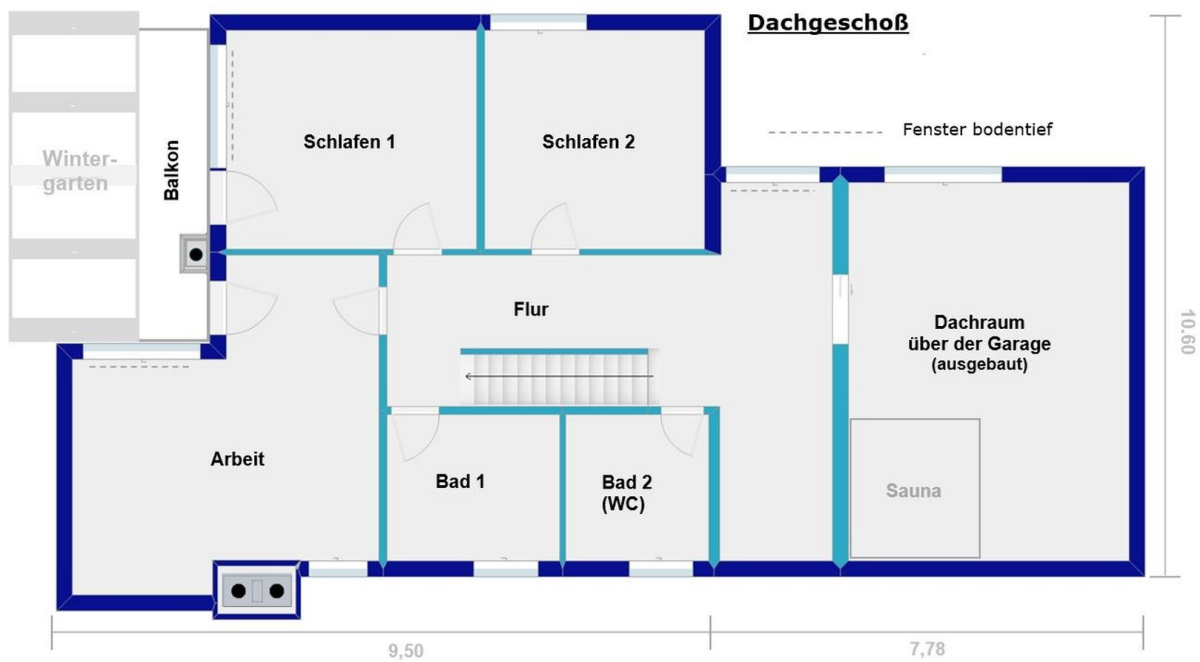 Dachgeschoß
Fenster bodentief
Schlafen 1
Schlafen 2
Winter-
garten
Balkon
Flur
Dachraum
über der Garage
(ausgebaut)
10.60
Arbeit
Bad 1
Bad 2
(WC)
Sauna
9,50
7,78